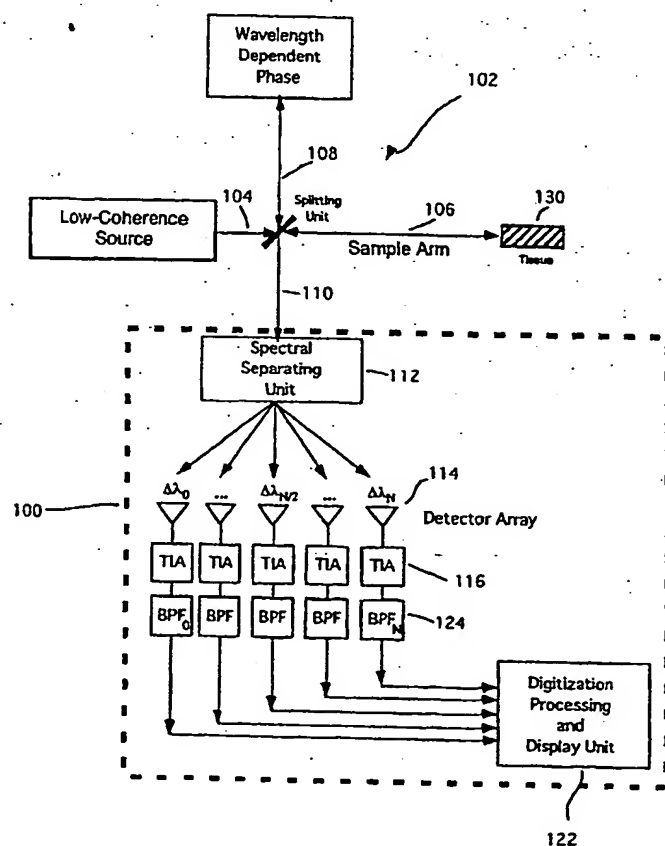 Wavelength
Dependent
Phase
102
108
Splitting
Unit
104
106
130
Low-Coherence
Source
Sample Arm
Tissue
110
Spectral
Separating
Unit
112
Δλ0 ... ΔλN/2 ... ΔλN
114
100
Detector Array
TIA TIA TIA TIA TIA
116
BPF0 BPF BPF BPF BPFN
124
Digitization
Processing
and
Display Unit
122